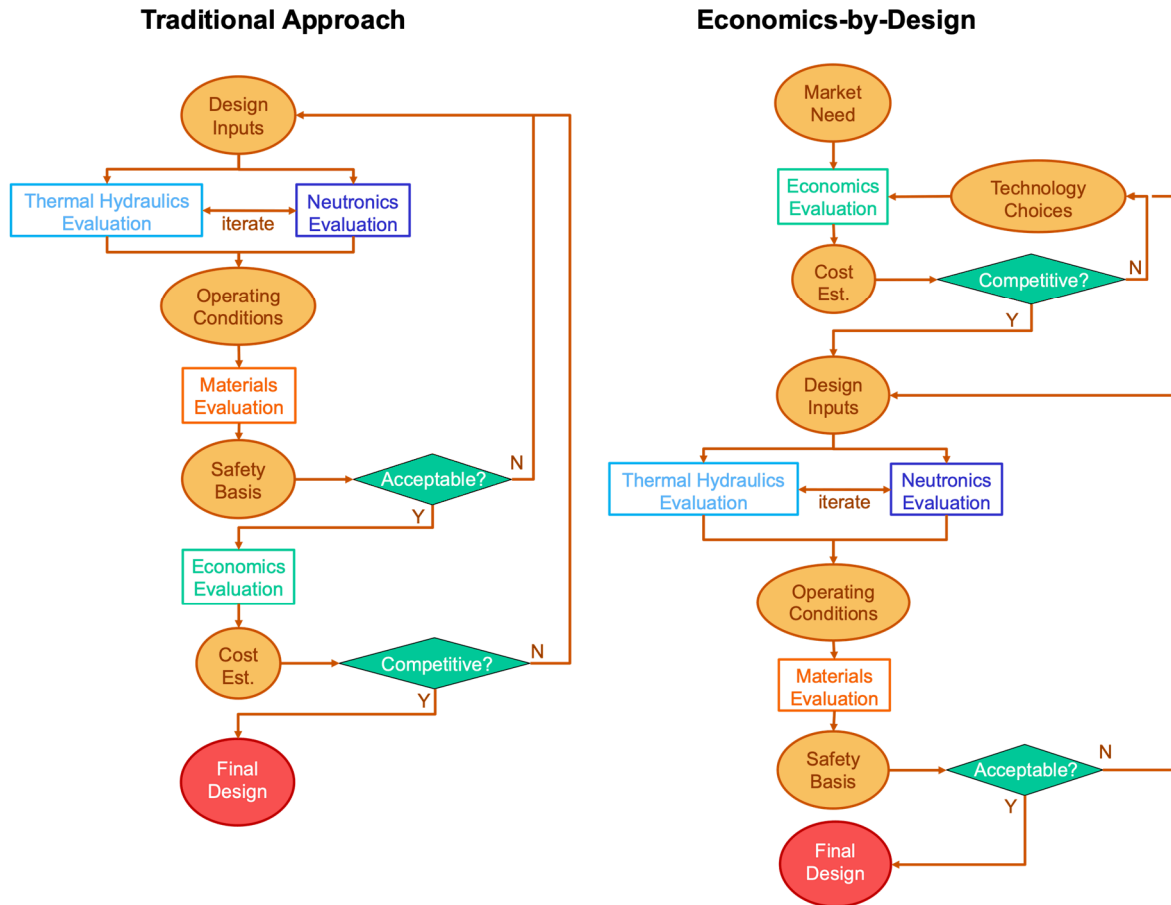 Traditional Approach
Design
Inputs
Thermal Hydraulics
Evaluation
iterate
Neutronics
Evaluation
Operating
Conditions
Materials
Evaluation
Safety
Basis
Acceptable?
N
Y
Economics
Evaluation
Cost
Est.
Competitive?
N
Y
Final
Design
Economics-by-Design
Market
Need
Economics
Evaluation
Technology
Choices
Cost
Est.
Competitive?
N
Y
Design
Inputs
Thermal Hydraulics
Evaluation
iterate
Neutronics
Evaluation
Operating
Conditions
Materials
Evaluation
Safety
Basis
Acceptable?
N
Y
Final
Design